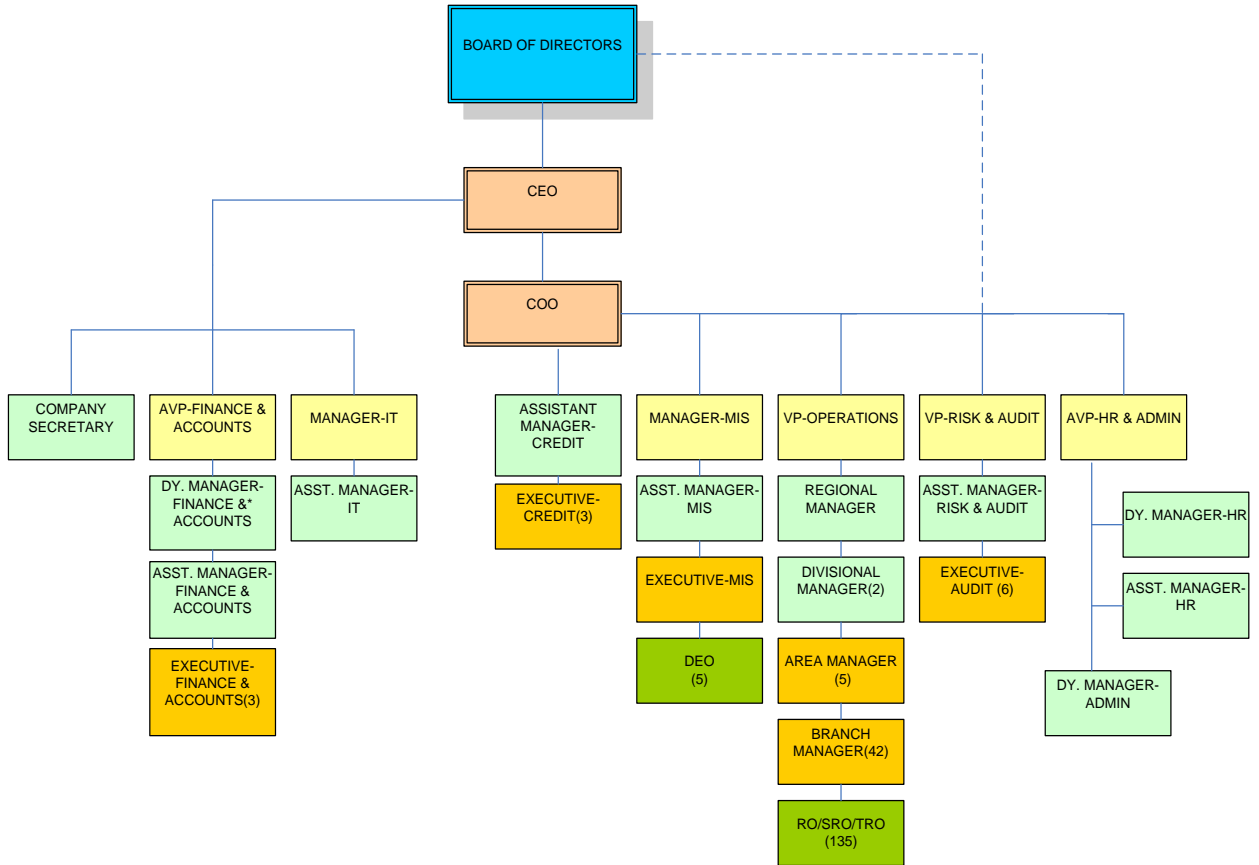 BOARD OF DIRECTORS
CEO
COO
COMPANY
SECRETARY
AVP-FINANCE &
ACCOUNTS
MANAGER-IT
ASSISTANT
MANAGER-
CREDIT
MANAGER-MIS
VP-OPERATIONS
VP-RISK & AUDIT
AVP-HR & ADMIN
DY. MANAGER-
FINANCE &*
ACCOUNTS
ASST. MANAGER-
IT
EXECUTIVE-
CREDIT(3)
ASST. MANAGER-
MIS
REGIONAL
MANAGER
ASST. MANAGER-
RISK & AUDIT
DY. MANAGER-HR
ASST. MANAGER-
FINANCE &
ACCOUNTS
EXECUTIVE-MIS
DIVISIONAL
MANAGER(2)
EXECUTIVE-
AUDIT (6)
ASST. MANAGER-
HR
EXECUTIVE-
FINANCE &
ACCOUNTS(3)
DEO
(5)
AREA MANAGER
(5)
DY. MANAGER-
ADMIN
BRANCH
MANAGER(42)
RO/SRO/TRO
(135)